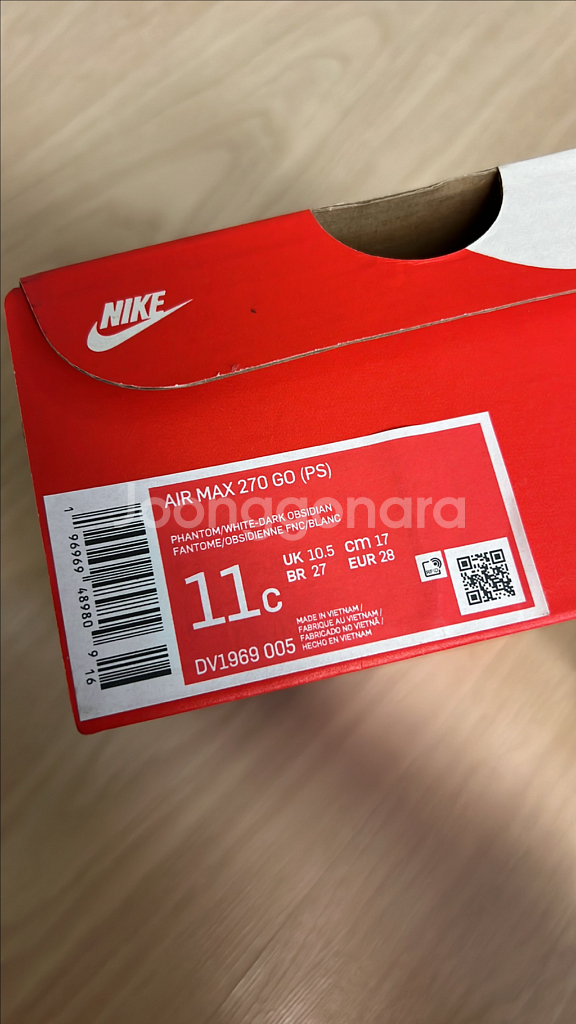 NIKE
AIR MAX 270 GO (PS)
Joonggonara
PHANTOM/WHITE-DARK OBSIDIAN
FANTOME/OBSIDIENNE FNC/BLANC
11c
UK 10.5 cm 17
BR 27 EUR 28
RFID
MADE IN VIETNAM /
FABRIQUE AU VIETNAM /
FABRICADO NO VIETNÃ /
HECHO EN VIETNAM
DV1969 005
1 96969 48980 9 16